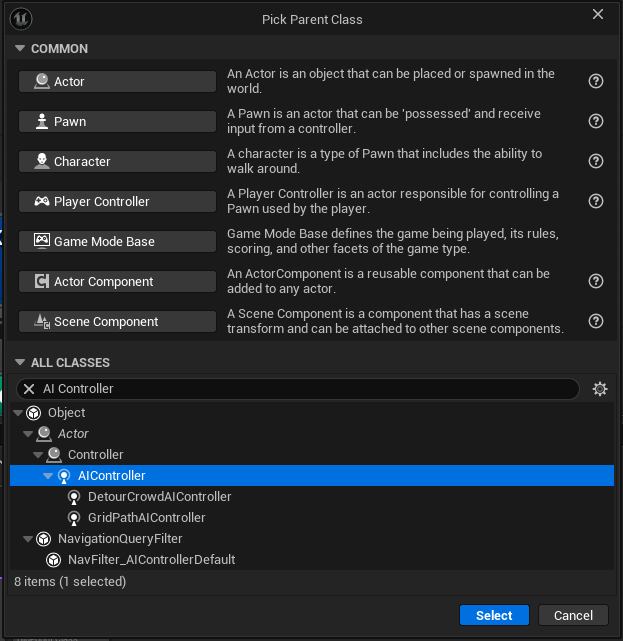 Pick Parent Class
COMMON
Actor
An Actor is an object that can be placed or spawned in the
world.
Pawn
A Pawn is an actor that can be 'possessed' and receive
input from a controller.
Character
A character is a type of Pawn that includes the ability to
walk around.
Player Controller
A Player Controller is an actor responsible for controlling a
Pawn used by the player.
Game Mode Base
Game Mode Base defines the game being played, its rules,
scoring, and other facets of the game type.
Actor Component
An ActorComponent is a reusable component that can be
added to any actor.
Scene Component
A Scene Component is a component that has a scene
transform and can be attached to other scene components.
ALL CLASSES
AI Controller
Object
Actor
Controller
AIController
DetourCrowdAIController
GridPathAIController
NavigationQueryFilter
NavFilter_AIControllerDefault
8 items (1 selected)
Select
Cancel